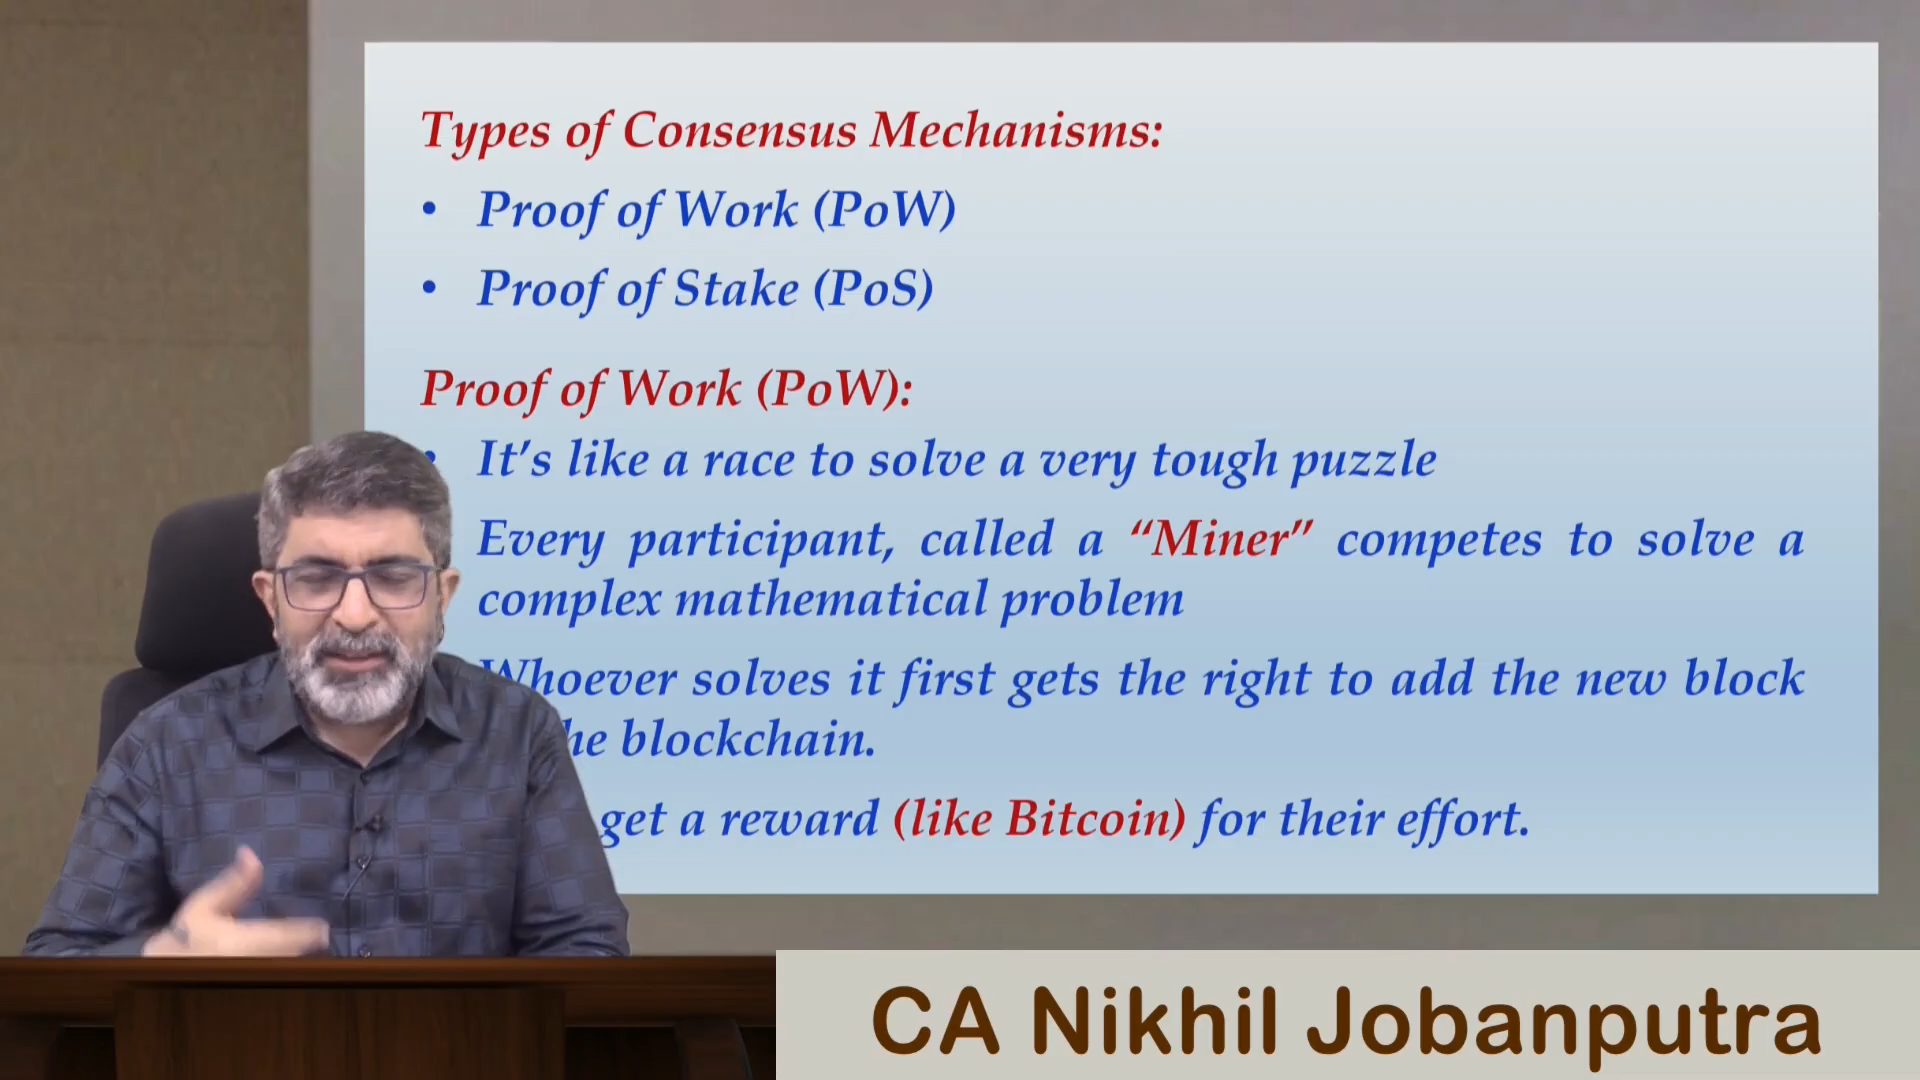 Types of Consensus Mechanisms:
• Proof of Work (PoW)
• Proof of Stake (PoS)
Proof of Work (PoW):
• It's like a race to solve a very tough puzzle
Every participant, called a “Miner” competes to solve a
complex mathematical problem
Whoever solves it first gets the right to add the new block
he blockchain.
get a reward (like Bitcoin) for their effort.
CA Nikhil Jobanputra